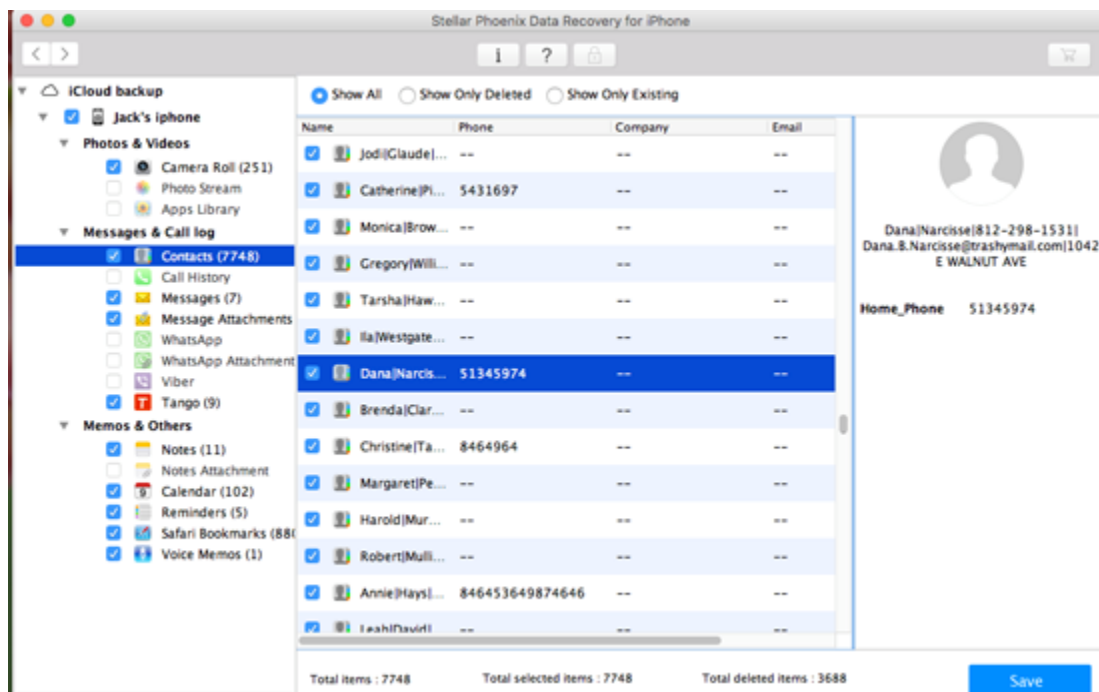 Stellar Phoenix Data Recovery for iPhone
i ?
iCloud backup
Jack's iphone
Photos & Videos
Camera Roll (251)
Photo Stream
Apps Library
Messages & Call log
Contacts (7748)
Call History
Messages (7)
Message Attachments
WhatsApp
WhatsApp Attachment
Viber
Tango (9)
Memos & Others
Notes (11)
Notes Attachment
Calendar (102)
Reminders (5)
Safari Bookmarks (880
Voice Memos (1)
Show All Show Only Deleted Show Only Existing
Name Phone Company Email
Jodi|Glaude|... -- -- --
Catherine|Pi... 5431697 -- --
Monica|Brow... -- -- --
Gregory|Willi... -- -- --
Tarsha|Haw... -- -- --
Ila|Westgate... -- -- --
Dana|Narcis... 51345974 -- --
Brenda|Clar... -- -- --
Christine|Ta... 8464964 -- --
Margaret|Pe... -- -- --
Harold|Mur... -- -- --
Robert|Mulli... -- -- --
Annie|Hays|... 846453649874646 -- --
Leah|David| -- -- --
Dana|Narcisse|812-298-1531|
Dana.B.Narcisse@trashymail.com|1042
E WALNUT AVE
Home_Phone 51345974
Total items : 7748 Total selected items : 7748 Total deleted items : 3688
Save